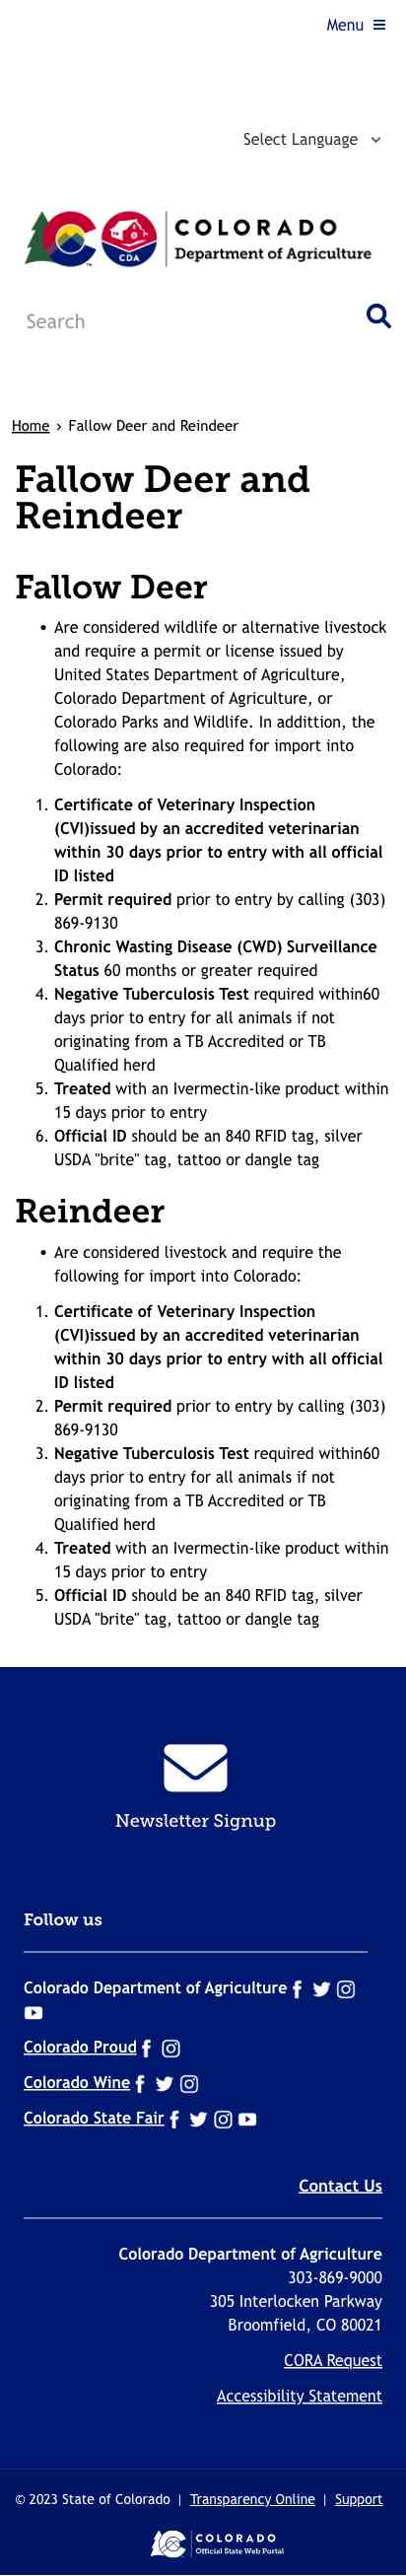 Menu
Select Language
COLORADO
Department of Agriculture
CDA
TM
Search
Home › Fallow Deer and Reindeer
Fallow Deer and
Reindeer
Fallow Deer
• Are considered wildlife or alternative livestock
and require a permit or license issued by
United States Department of Agriculture,
Colorado Department of Agriculture, or
Colorado Parks and Wildlife. In addittion, the
following are also required for import into
Colorado:
1. Certificate of Veterinary Inspection
(CVI)issued by an accredited veterinarian
within 30 days prior to entry with all official
ID listed
2. Permit required prior to entry by calling (303)
869-9130
3. Chronic Wasting Disease (CWD) Surveillance
Status 60 months or greater required
4. Negative Tuberculosis Test required within60
days prior to entry for all animals if not
originating from a TB Accredited or TB
Qualified herd
5. Treated with an Ivermectin-like product within
15 days prior to entry
6. Official ID should be an 840 RFID tag, silver
USDA "brite" tag, tattoo or dangle tag
Reindeer
• Are considered livestock and require the
following for import into Colorado:
1. Certificate of Veterinary Inspection
(CVI)issued by an accredited veterinarian
within 30 days prior to entry with all official
ID listed
2. Permit required prior to entry by calling (303)
869-9130
3. Negative Tuberculosis Test required within60
days prior to entry for all animals if not
originating from a TB Accredited or TB
Qualified herd
4. Treated with an Ivermectin-like product within
15 days prior to entry
5. Official ID should be an 840 RFID tag, silver
USDA "brite" tag, tattoo or dangle tag
Newsletter Signup
Follow us
Colorado Department of Agriculture
Colorado Proud
Colorado Wine
Colorado State Fair
Contact Us
Colorado Department of Agriculture
303-869-9000
305 Interlocken Parkway
Broomfield, CO 80021
CORA Request
Accessibility Statement
© 2023 State of Colorado | Transparency Online | Support
COLORADO
Official State Web Portal